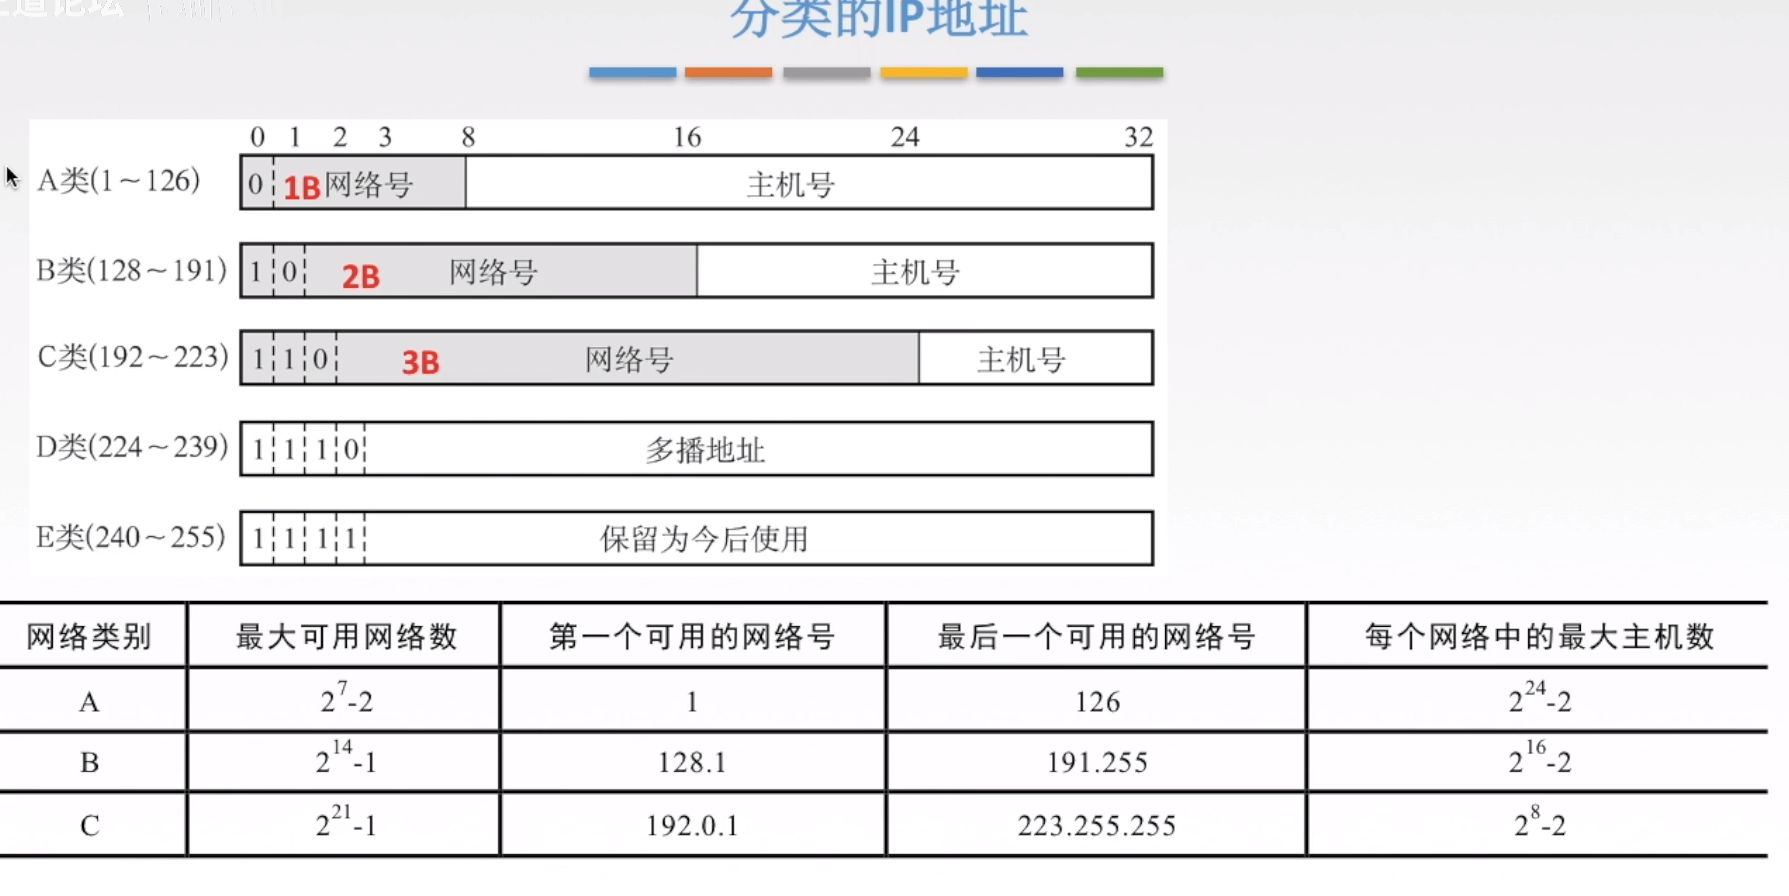 分类的IP地址
0 1 2 3 8 16 24 32
A类(1～126) 0 1B 网络号 主机号
B类(128～191) 1 0 2B 网络号 主机号
C类(192～223) 1 1 0 3B 网络号 主机号
D类(224～239) 1 1 1 0 多播地址
E类(240～255) 1 1 1 1 保留为今后使用
网络类别 最大可用网络数 第一个可用的网络号 最后一个可用的网络号 每个网络中的最大主机数
A 2^7-2 1 126 2^24-2
B 2^14-1 128.1 191.255 2^16-2
C 2^21-1 192.0.1 223.255.255 2^8-2